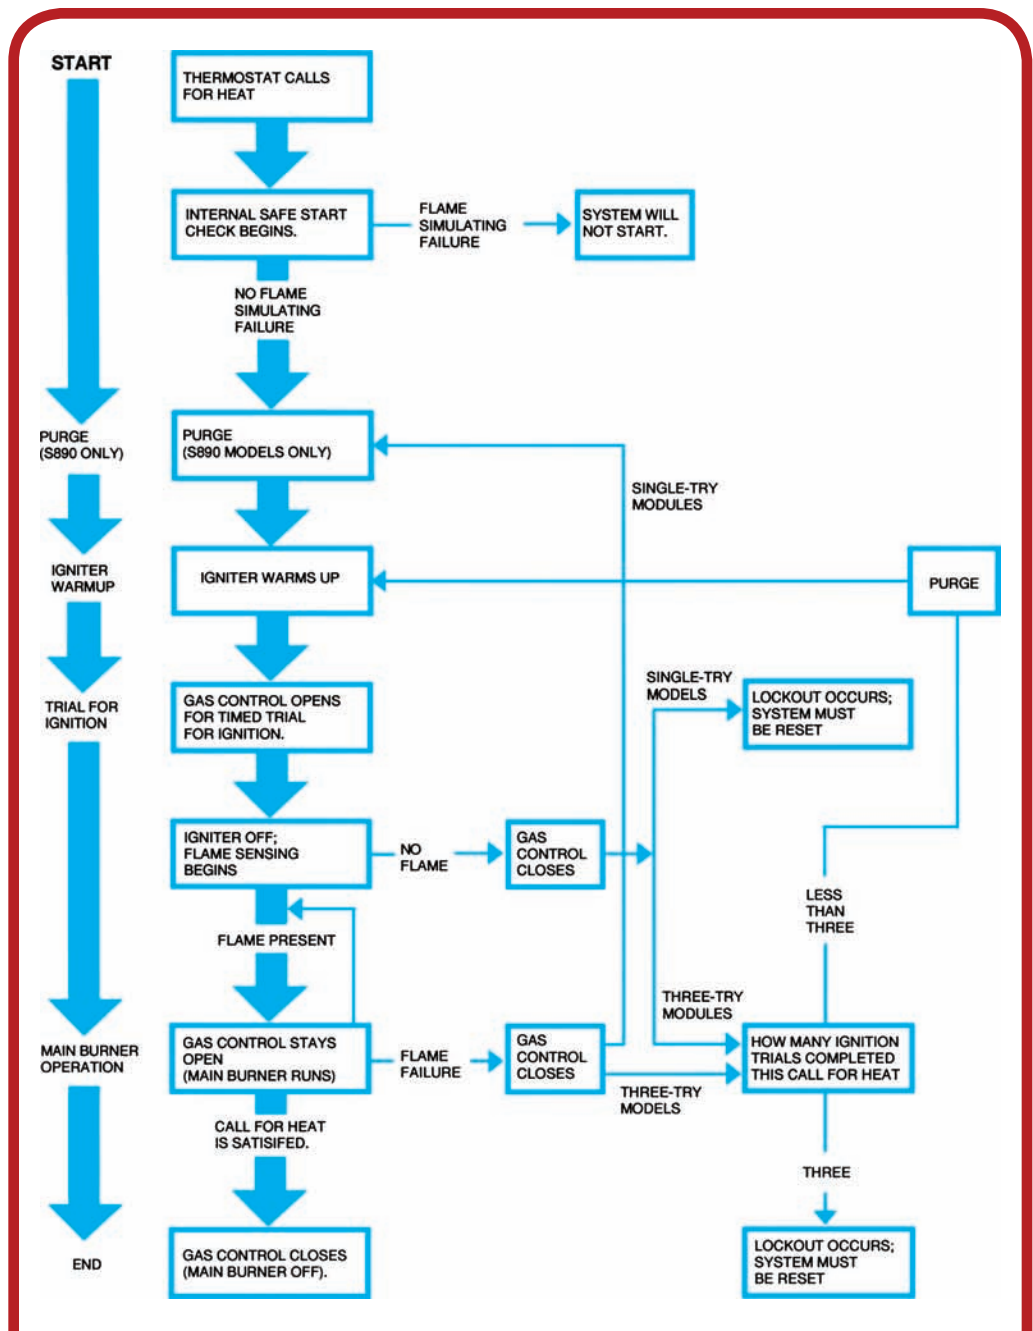 START
THERMOSTAT CALLS
FOR HEAT
INTERNAL SAFE START
CHECK BEGINS.
FLAME
SIMULATING
FAILURE
SYSTEM WILL
NOT START.
NO FLAME
SIMULATING
FAILURE
PURGE
(S890 ONLY)
PURGE
(S890 MODELS ONLY)
SINGLE-TRY
MODULES
IGNITER
WARMUP
IGNITER WARMS UP
PURGE
TRIAL FOR
IGNITION
GAS CONTROL OPENS
FOR TIMED TRIAL
FOR IGNITION.
SINGLE-TRY
MODELS
LOCKOUT OCCURS;
SYSTEM MUST
BE RESET
IGNITER OFF;
FLAME SENSING
BEGINS
NO
FLAME
GAS
CONTROL
CLOSES
LESS
THAN
THREE
FLAME PRESENT
THREE-TRY
MODULES
MAIN BURNER
OPERATION
GAS CONTROL STAYS
OPEN
(MAIN BURNER RUNS)
FLAME
FAILURE
GAS
CONTROL
CLOSES
THREE-TRY
MODELS
HOW MANY IGNITION
TRIALS COMPLETED
THIS CALL FOR HEAT
CALL FOR HEAT
IS SATISIFED.
THREE
END
GAS CONTROL CLOSES
(MAIN BURNER OFF).
LOCKOUT OCCURS;
SYSTEM MUST
BE RESET